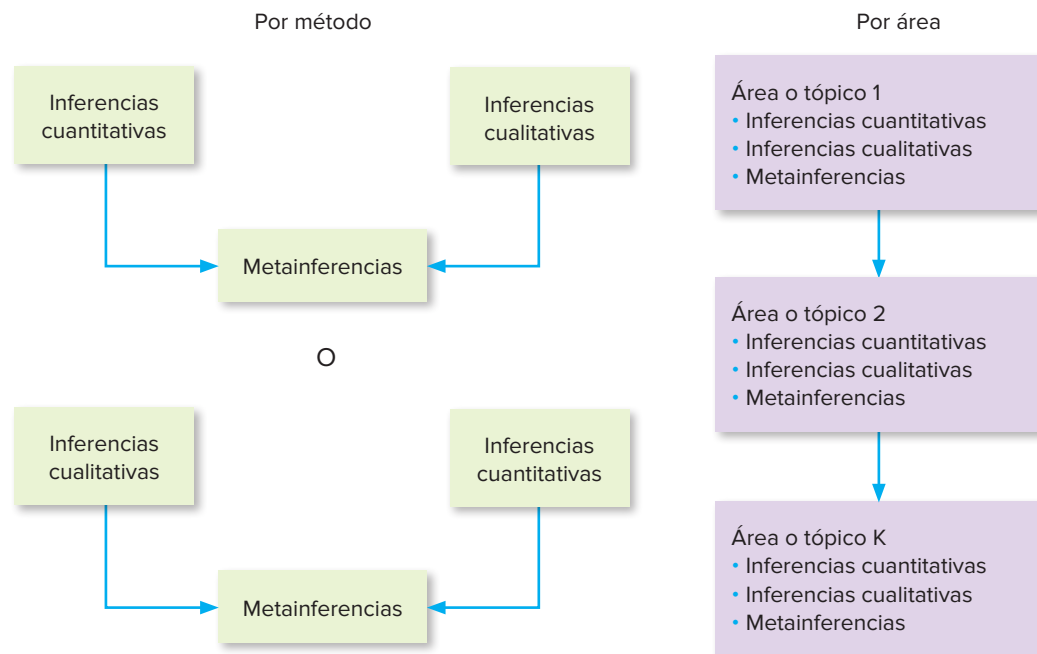 Por método
Inferencias
cuantitativas
Inferencias
cualitativas
Metainferencias
O
Inferencias
cualitativas
Inferencias
cuantitativas
Metainferencias
Por área
Área o tópico 1
• Inferencias cuantitativas
• Inferencias cualitativas
• Metainferencias
Área o tópico 2
• Inferencias cuantitativas
• Inferencias cualitativas
• Metainferencias
Área o tópico K
• Inferencias cuantitativas
• Inferencias cualitativas
• Metainferencias